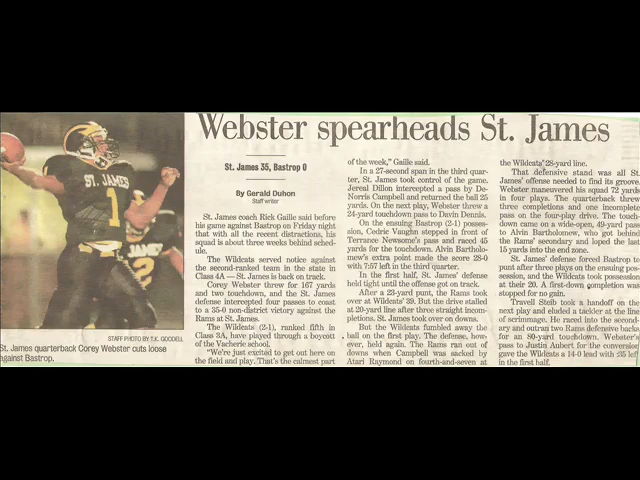 Webster spearheads St. James
St. James 35, Bastrop 0
By Gerald Duhon
Staff writer
St. James coach Rick Gaille said before
his game against Bastrop on Friday night
that with all the recent distractions, his
squad is about three weeks behind sched-
ule.
The Wildcats served notice against
the second-ranked team in the state in
Class 4A — St. James is back on track.
Corey Webster threw for 167 yards
and two touchdown, and the St. James
defense intercepted four passes to coast
to a 35-0 non-district victory against the
Rams at St. James.
The Wildcats (2-1), ranked fifth in
Class 3A, have played through a boycott
of the Vacherie school.
"We're just excited to get out here on
the field and play. That's the calmest part
of the week," Gaille said.
In a 27-second span in the third quar-
ter, St. James took control of the game.
Jereal Dillon intercepted a pass by De-
Norris Campbell and returned the ball 25
yards. On the next play, Webster threw a
24-yard touchdown pass to Davin Dennis.
On the ensuing Bastrop (2-1) posses-
sion, Cedric Vaughn stepped in front of
Terrance Newsome's pass and raced 45
yards for the touchdown. Alvin Bartholo-
mew's extra point made the score 28-0
with 7:57 left in the third quarter.
In the first half, St. James' defense
held tight until the offense got on track.
After a 23-yard punt, the Rams took
over at Wildcats' 39. But the drive stalled
at 20-yard line after three straight incom-
pletions. St. James took over on downs.
But the Wildcats fumbled away the
ball on the first play. The defense, how-
ever, held again. The Rams ran out of
downs when Campbell was sacked by
Atari Raymond on fourth-and-seven at
the Wildcats' 28-yard line.
That defensive stand was all St.
James' offense needed to find its groove.
Webster maneuvered his squad 72 yards
in four plays. The quarterback threw
three completions and one incomplete
pass on the four-play drive. The touch-
down came on a wide-open, 49-yard pass
to Alvin Bartholomew, who got behind
the Rams' secondary and loped the last
15 yards into the end zone.
St. James' defense forced Bastrop to
punt after three plays on the ensuing pos-
session, and the Wildcats took possession
at their 20. A first-down completion was
stopped for no gain.
Travell Steib took a handoff on the
next play and eluded a tackler at the line
of scrimmage. He raced into the second-
ary and outran two Rams defensive backs
for an 80-yard touchdown. Webster's
pass to Justin Aubert for the conversion
gave the Wildcats a 14-0 lead with :35 left
in the first half.
ST. JAMES
1
JAMES
2
STAFF PHOTO BY T.K. GODDELL
St. James quarterback Corey Webster cuts loose
against Bastrop.